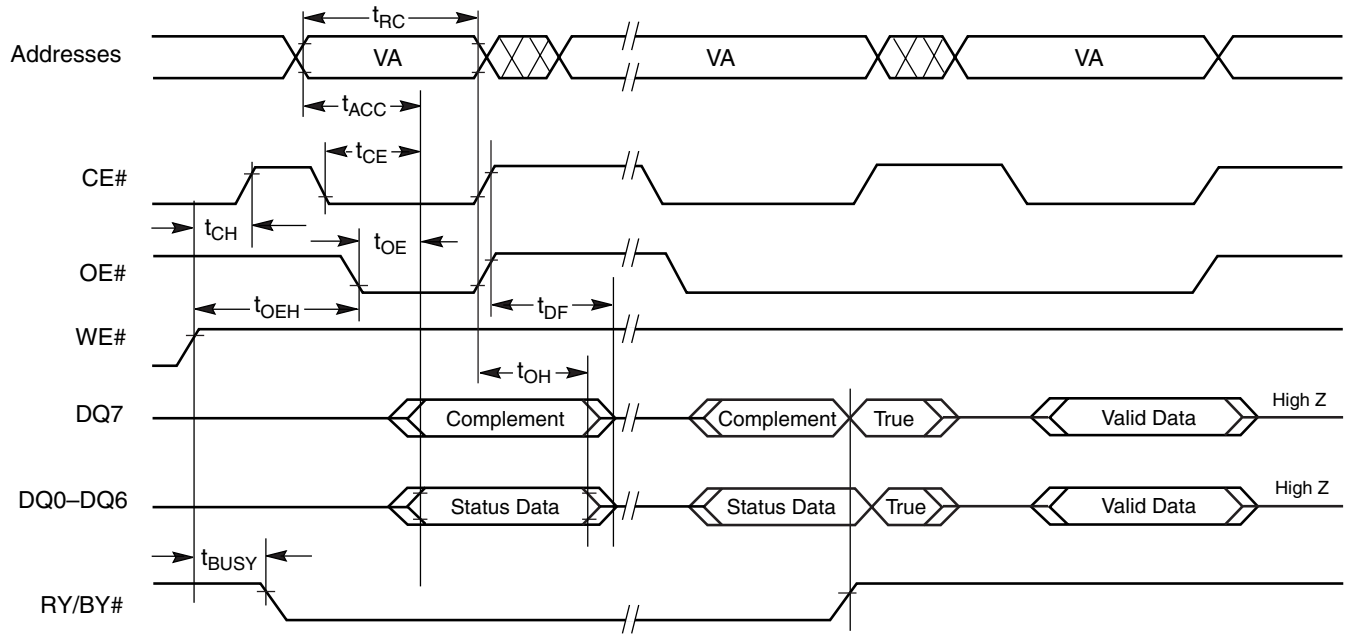 tRC
Addresses VA VA VA
tACC
tCE
CE#
tCH tOE
OE#
tOEH tDF
WE#
tOH
DQ7 Complement Complement True Valid Data High Z
DQ0–DQ6 Status Data Status Data True Valid Data High Z
tBUSY
RY/BY#